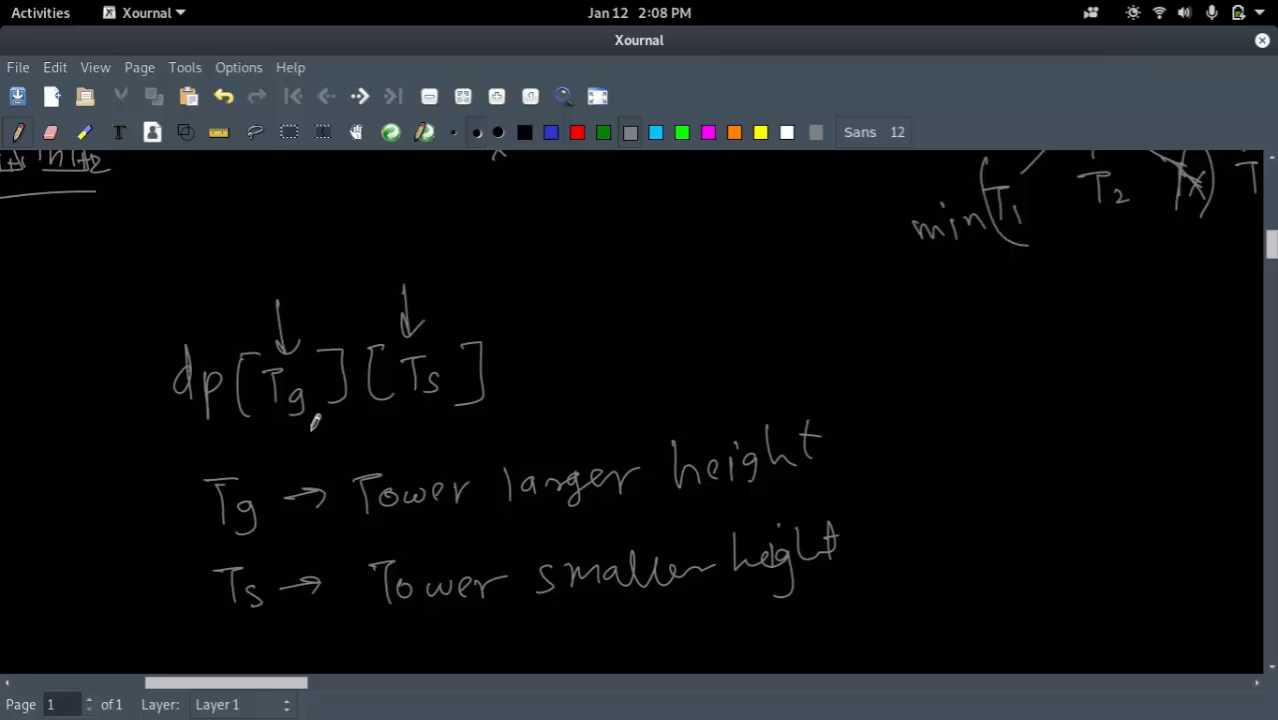 Activities Xournal Jan 12 2:08 PM
Xournal
File Edit View Page Tools Options Help
Sans 12
min(T1 T2 X) T
dp[Tg][Ts]
Tg → Tower larger height
Ts → Tower smaller height
Page 1 of 1 Layer: Layer 1